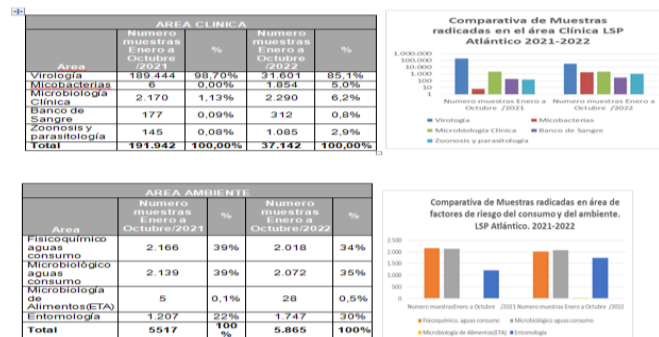 AREA CLINICA
Area
Numero muestras Enero a Octubre /2021
%
Numero muestras Enero a Octubre /2022
%
Virología 189.444 98,70% 31.601 85,1%
Micobacterias 6 0,00% 1.854 5,0%
Microbiología Clínica 2.170 1,13% 2.290 6,2%
Banco de Sangre 177 0,09% 312 0,8%
Zoonosis y parasitología 145 0,08% 1.085 2,9%
Total 191.942 100,00% 37.142 100,00%
Comparativa de Muestras
radicadas en el área Clínica LSP
Atlántico 2021-2022
1.000.000
100.000
10.000
1.000
100
10
1
Numero muestras Enero a Octubre /2021
Numero muestras Enero a Octubre /2022
Virología
Micobacterias
Microbiología Clínica
Banco de Sangre
Zoonosis y parasitología
AREA AMBIENTE
Area
Numero muestras Enero a Octubre/2021
%
Numero muestras Enero a Octubre/2022
%
Fisicoquímico aguas consumo 2.166 39% 2.018 34%
Microbiológico aguas consumo 2.139 39% 2.072 35%
Microbiología de Alimentos(ETA) 5 0,1% 28 0,5%
Entomología 1.207 22% 1.747 30%
Total 5517 100 % 5.865 100%
Comparativa de Muestras radicadas en área de
factores de riesgo del consumo y del ambiente.
LSP Atlántico. 2021-2022
2.500
2.000
1.500
1.000
500
0
Numero muestrasEnero a Octubre /2021 Numero muestras Enero a Octubre /2022
Fisicoquímico. aguas consumo
Microbiológico aguas consumo
Microbiología de Alimentos(ETA)
Entomología